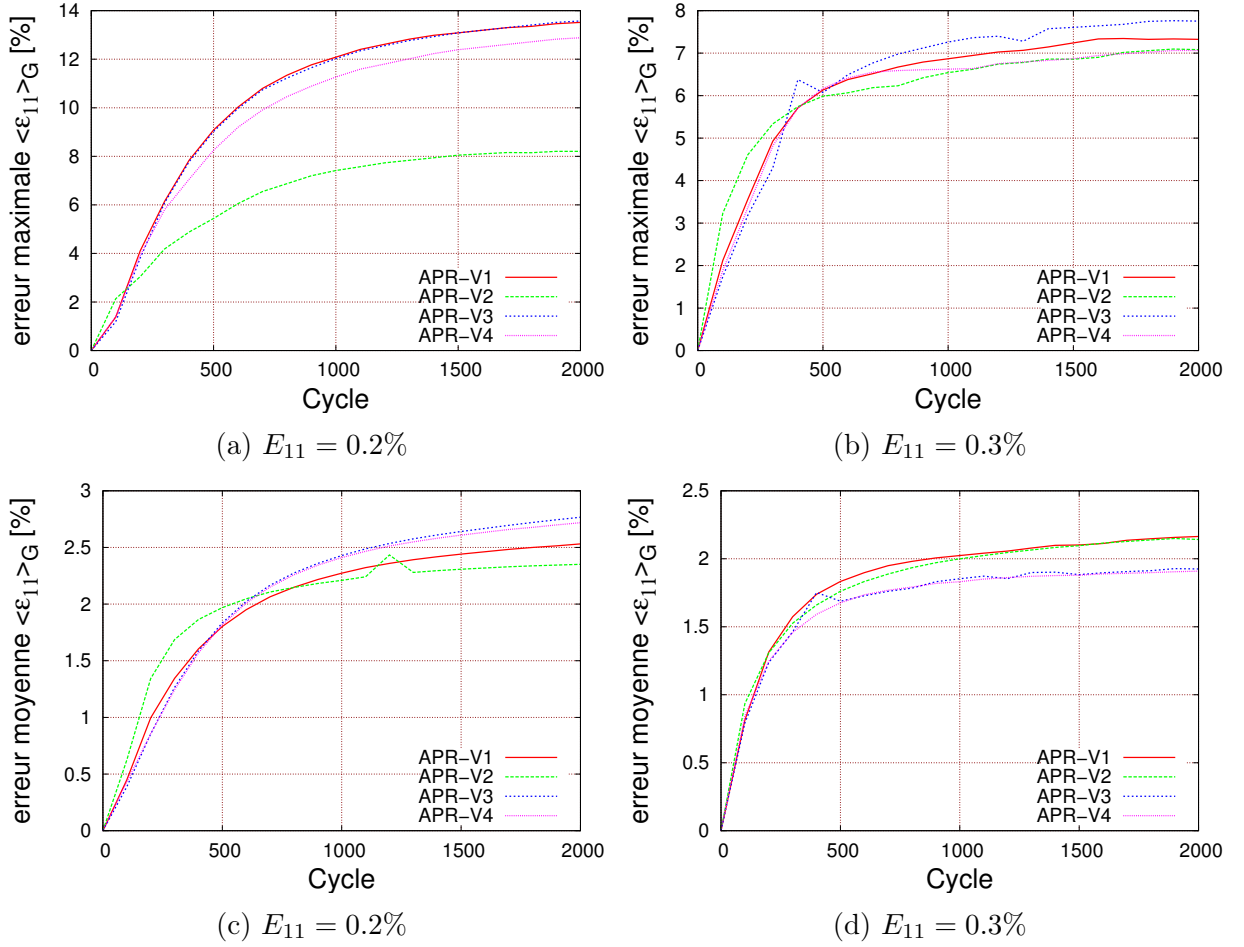 erreur maximale <ε11>G [%]
14
12
10
8
6
4
2
0
APR-V1
APR-V2
APR-V3
APR-V4
0 500 1000 1500 2000
Cycle
(a) E11 = 0.2%
erreur maximale <ε11>G [%]
8
7
6
5
4
3
2
1
0
APR-V1
APR-V2
APR-V3
APR-V4
0 500 1000 1500 2000
Cycle
(b) E11 = 0.3%
erreur moyenne <ε11>G [%]
3
2.5
2
1.5
1
0.5
0
APR-V1
APR-V2
APR-V3
APR-V4
0 500 1000 1500 2000
Cycle
(c) E11 = 0.2%
erreur moyenne <ε11>G [%]
2.5
2
1.5
1
0.5
0
APR-V1
APR-V2
APR-V3
APR-V4
0 500 1000 1500 2000
Cycle
(d) E11 = 0.3%